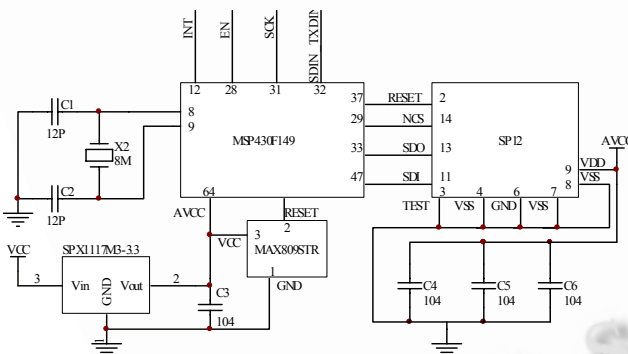 INT
EN
SCK
SDIN
TXDIN
12
28
31
32
C1
12P
X2
8M
C2
12P
8
9
MSP430F149
37
29
33
47
RESET
NCS
SDO
SDI
2
14
13
11
SP12
9
8
VDD
VSS
AVCC
3
4
6
7
TEST
VSS
GND
VSS
64
AVCC
RESET
VCC
3
2
MAX809STR
1
GND
VCC
SPX1117M3-3.3
3
Vin
GND
Vout
2
1
C3
104
C4
104
C5
104
C6
104